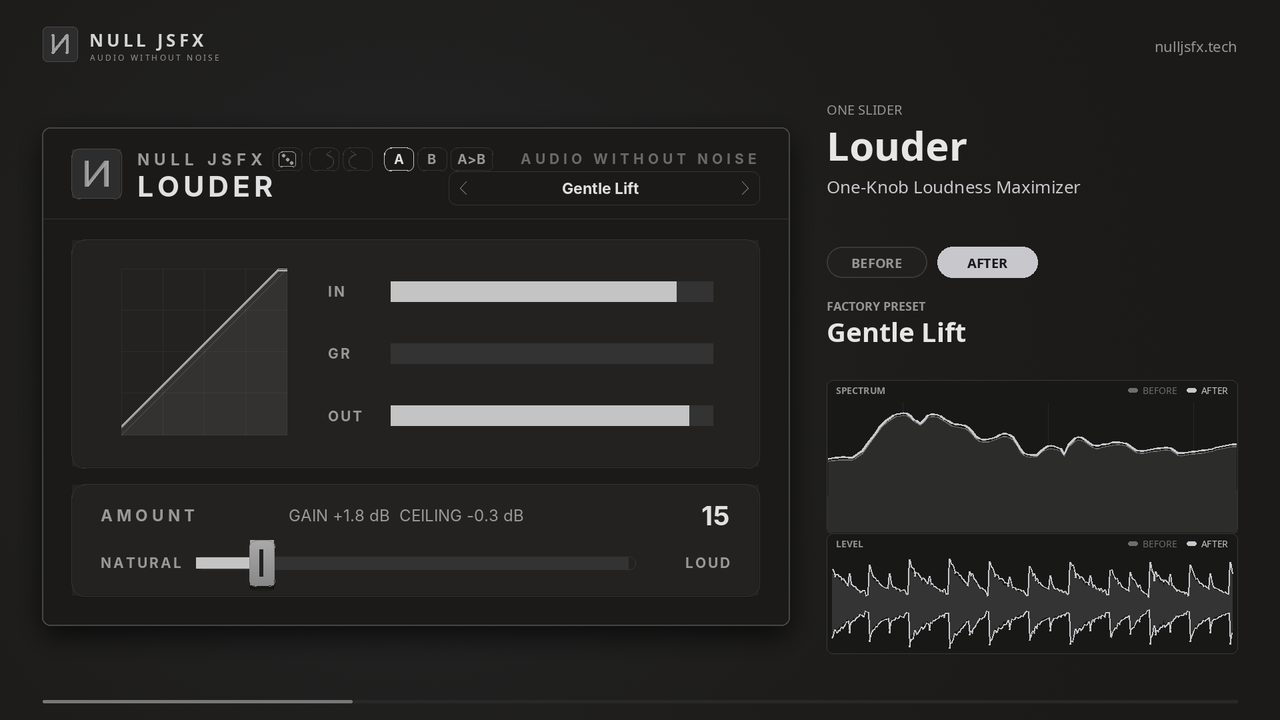 NULL JSFX
AUDIO WITHOUT NOISE
nulljsfx.tech
NULL JSFX
A
B
A>B
AUDIO WITHOUT NOISE
LOUDER
Gentle Lift
IN
GR
OUT
AMOUNT
GAIN +1.8 dB CEILING -0.3 dB
15
NATURAL
LOUD
ONE SLIDER
Louder
One-Knob Loudness Maximizer
BEFORE
AFTER
FACTORY PRESET
Gentle Lift
SPECTRUM
BEFORE
AFTER
LEVEL
BEFORE
AFTER